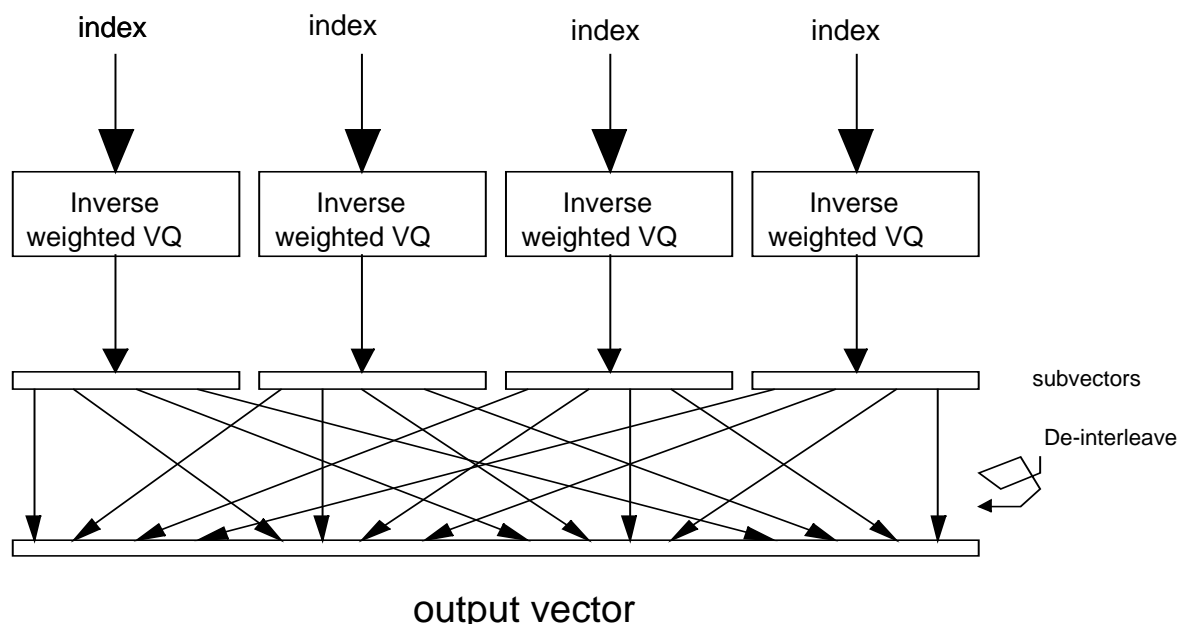 index
index
index
index
Inverse
weighted VQ
Inverse
weighted VQ
Inverse
weighted VQ
Inverse
weighted VQ
subvectors
De-interleave
output vector